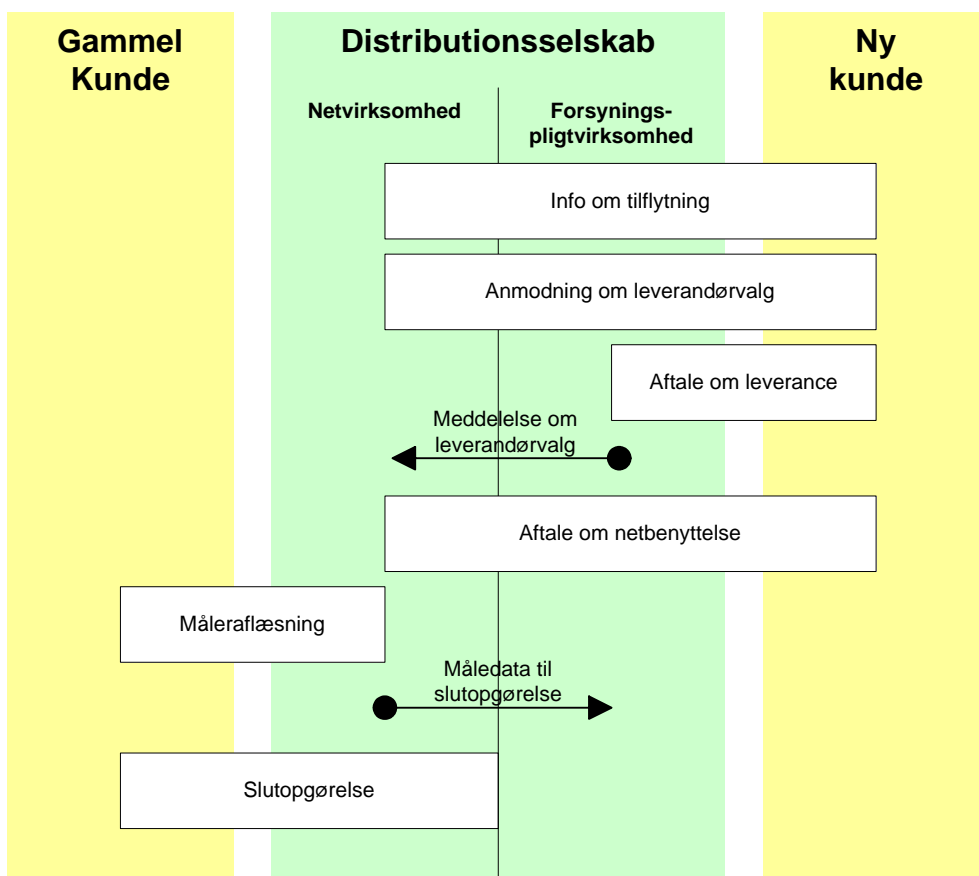 Gammel
Kunde
Distributionsselskab
Ny
kunde
Netvirksomhed
Forsynings-
pligtvirksomhed
Info om tilflytning
Anmodning om leverandørvalg
Aftale om leverance
Meddelelse om
leverandørvalg
Aftale om netbenyttelse
Måleraflæsning
Måledata til
slutopgørelse
Slutopgørelse